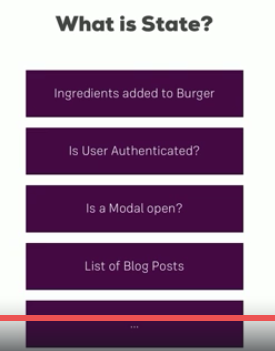 What is State?
Ingredients added to Burger
Is User Authenticated?
Is a Modal open?
List of Blog Posts
...